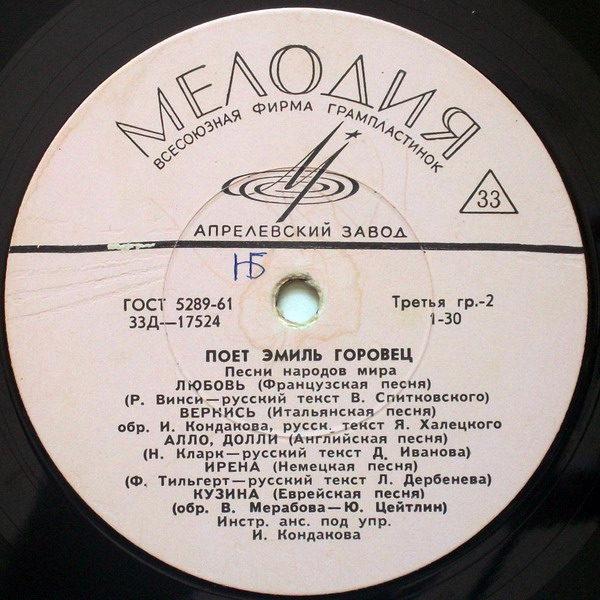 МЕЛОДИЯ
ВСЕСОЮЗНАЯ ФИРМА ГРАМПЛАСТИНОК
33
АПРЕЛЕВСКИЙ ЗАВОД
НБ
ГОСТ 5289-61
33Д—17524
Третья гр.-2
1-30
ПОЕТ ЭМИЛЬ ГОРОВЕЦ
Песни народов мира
ЛЮБОВЬ (Французская песня)
(Р. Винси—русский текст В. Спитковского)
ВЕРНИСЬ (Итальянская песня)
обр. И. Кондакова, русск. текст Я. Халецкого
АЛЛО, ДОЛЛИ (Английская песня)
(Н. Кларк—русский текст Д. Иванова)
ИРЕНА (Немецкая песня)
(Ф. Тильгерт—русский текст Л. Дербенева)
КУЗИНА (Еврейская песня)
(обр. В. Мерабова—Ю. Цейтлин)
Инстр. анс. под упр.
И. Кондакова